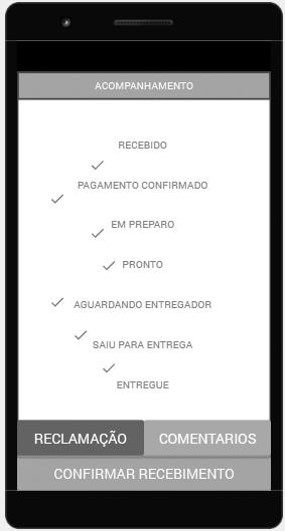 ACOMPANHAMENTO
RECEBIDO
PAGAMENTO CONFIRMADO
EM PREPARO
PRONTO
AGUARDANDO ENTREGADOR
SAIU PARA ENTREGA
ENTREGUE
RECLAMAÇÃO COMENTARIOS
CONFIRMAR RECEBIMENTO